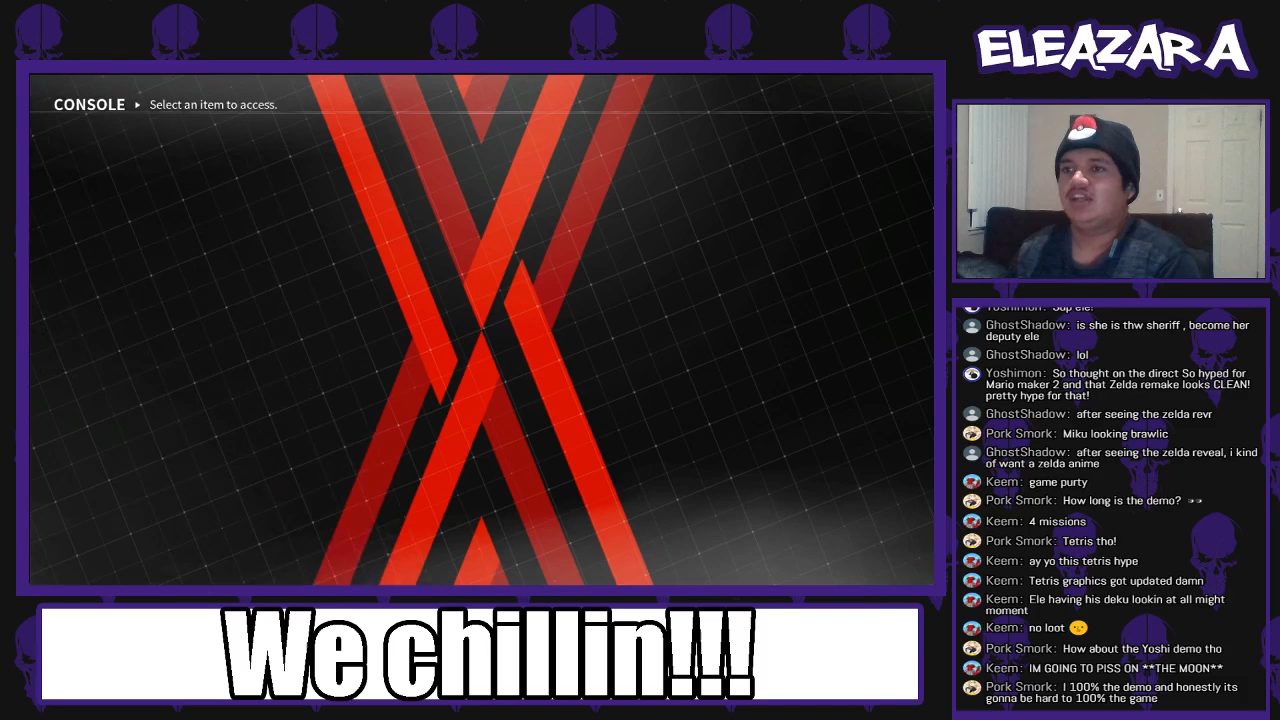 ELEAZAR A
CONSOLE ▸ Select an item to access.
Yoshimon: Sup ele!
GhostShadow: is she is thw sheriff , become her
deputy ele
GhostShadow: lol
Yoshimon: So thought on the direct So hyped for
Mario maker 2 and that Zelda remake looks CLEAN!
pretty hype for that!
GhostShadow: after seeing the zelda revr
Pork Smork: Miku looking brawlic
GhostShadow: after seeing the zelda reveal, i kind
of want a zelda anime
Keem: game purty
Pork Smork: How long is the demo? 👀
Keem: 4 missions
Pork Smork: Tetris tho!
Keem: ay yo this tetris hype
Keem: Tetris graphics got updated damn
Keem: Ele having his deku lookin at all might
moment
Keem: no loot 🌝
Pork Smork: How about the Yoshi demo tho
Keem: IM GOING TO PISS ON **THE MOON**
Pork Smork: I 100% the demo and honestly its
gonna be hard to 100% the game
We chillin!!!